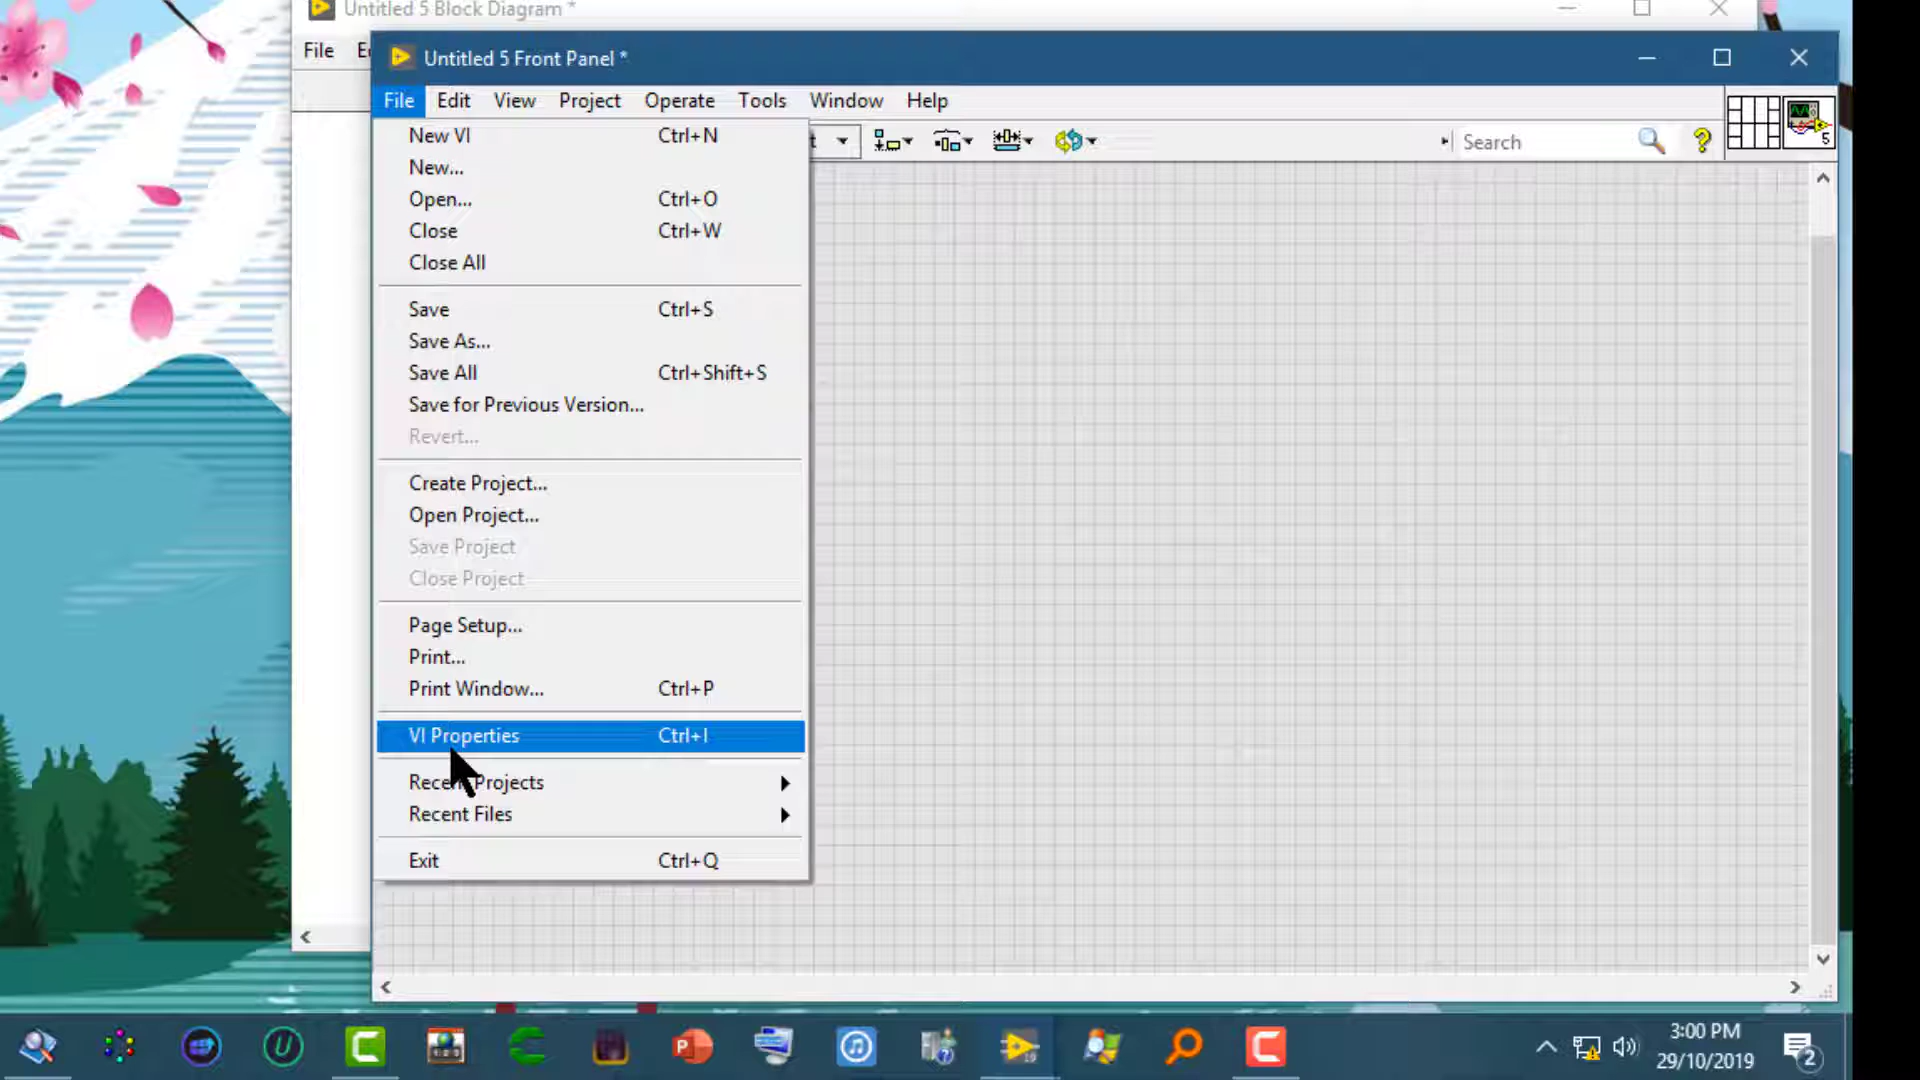 Untitled 5 Block Diagram *
File
Untitled 5 Front Panel *
File Edit View Project Operate Tools Window Help
Search
5
New VI Ctrl+N
New...
Open... Ctrl+O
Close Ctrl+W
Close All
Save Ctrl+S
Save As...
Save All Ctrl+Shift+S
Save for Previous Version...
Revert...
Create Project...
Open Project...
Save Project
Close Project
Page Setup...
Print...
Print Window... Ctrl+P
VI Properties Ctrl+I
Recent Projects
Recent Files
Exit Ctrl+Q
3:00 PM
29/10/2019
2